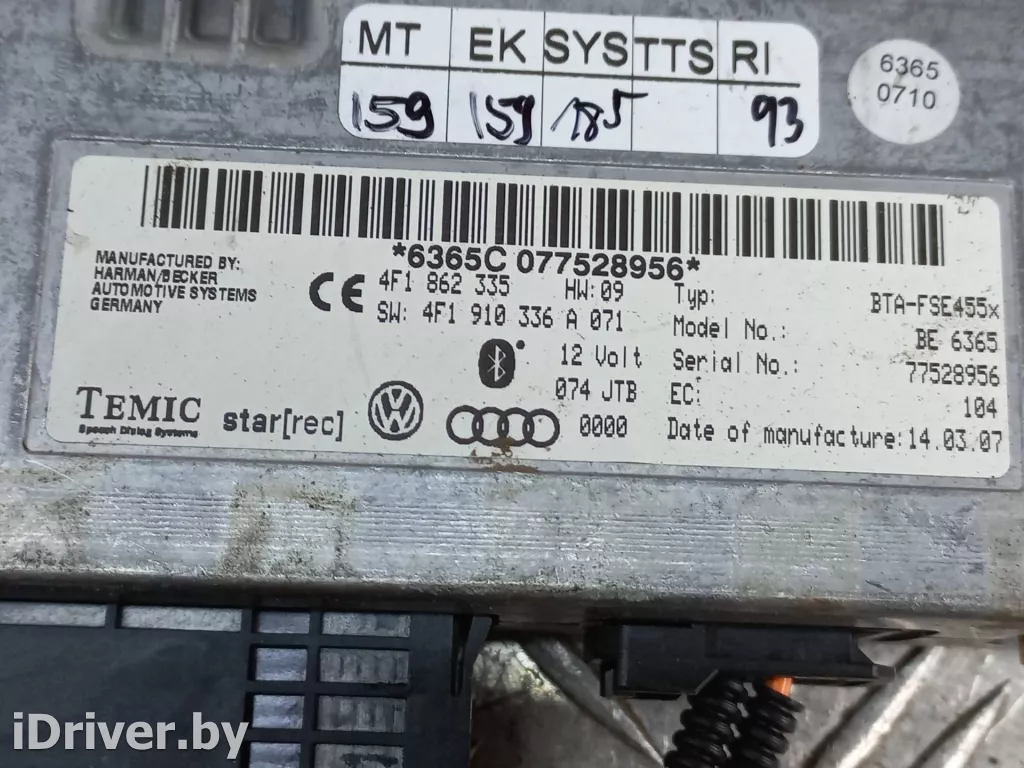 MT EK SYS TTS RI
159 159 185 93
6365
0710
*6365C 077528956*
MANUFACTURED BY:
HARMAN/BECKER
AUTOMOTIVE SYSTEMS
GERMANY
CE
4F1 862 335 HW:09
SW: 4F1 910 336 A 071
12 Volt
074 JTB
0000
Typ: BTA-FSE455x
Model No.: BE 6365
Serial No.: 77528956
EC: 104
Date of manufacture:14.03.07
TEMIC
Speech Dialog Systems
star[rec]
iDriver.by